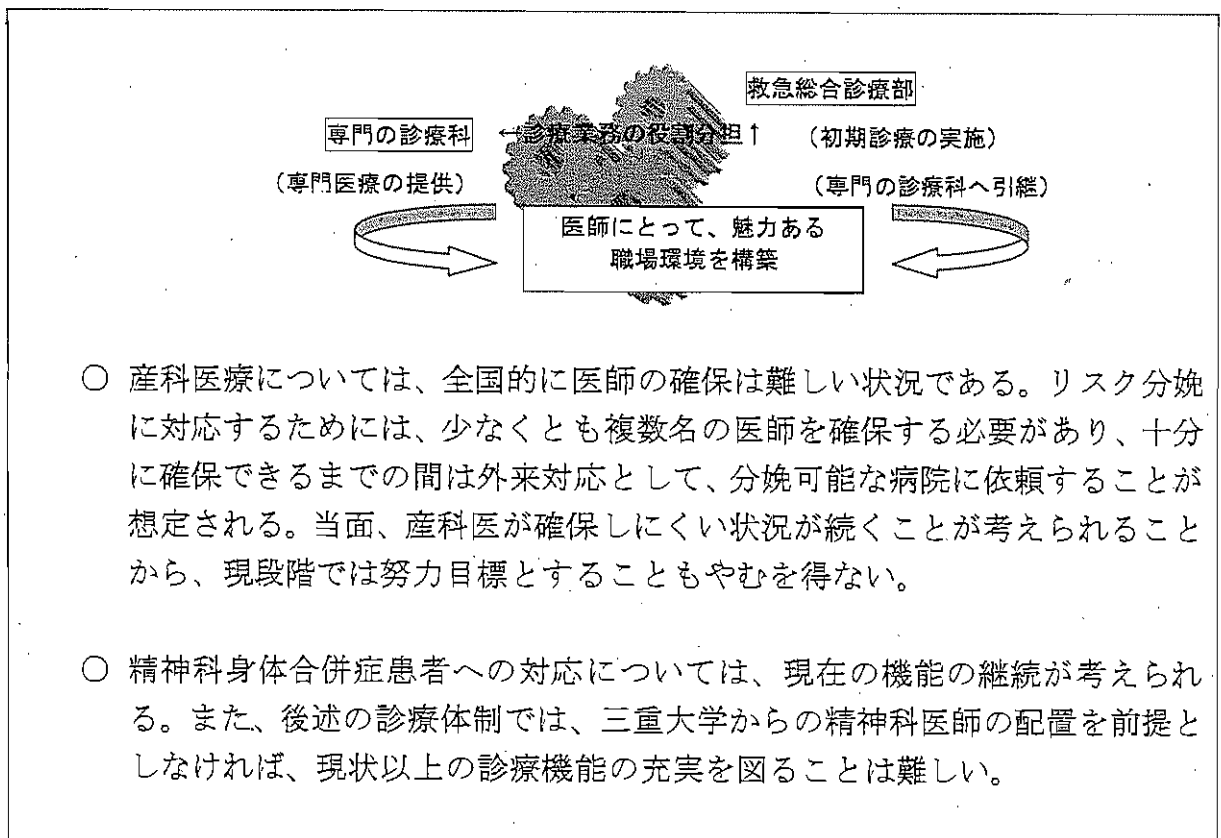 救急総合診療部
専門の診療科 ←診療業務の役割分担↑ (初期診療の実施)
(専門医療の提供) (専門の診療科へ引継)
医師にとって、魅力ある
職場環境を構築
○ 産科医療については、全国的に医師の確保は難しい状況である。リスク分娩
に対応するためには、少なくとも複数名の医師を確保する必要があり、十分
に確保できるまでの間は外来対応として、分娩可能な病院に依頼することが
想定される。当面、産科医が確保しにくい状況が続くことが考えられること
から、現段階では努力目標とすることもやむを得ない。
○ 精神科身体合併症患者への対応については、現在の機能の継続が考えられ
る。また、後述の診療体制では、三重大学からの精神科医師の配置を前提と
しなければ、現状以上の診療機能の充実を図ることは難しい。